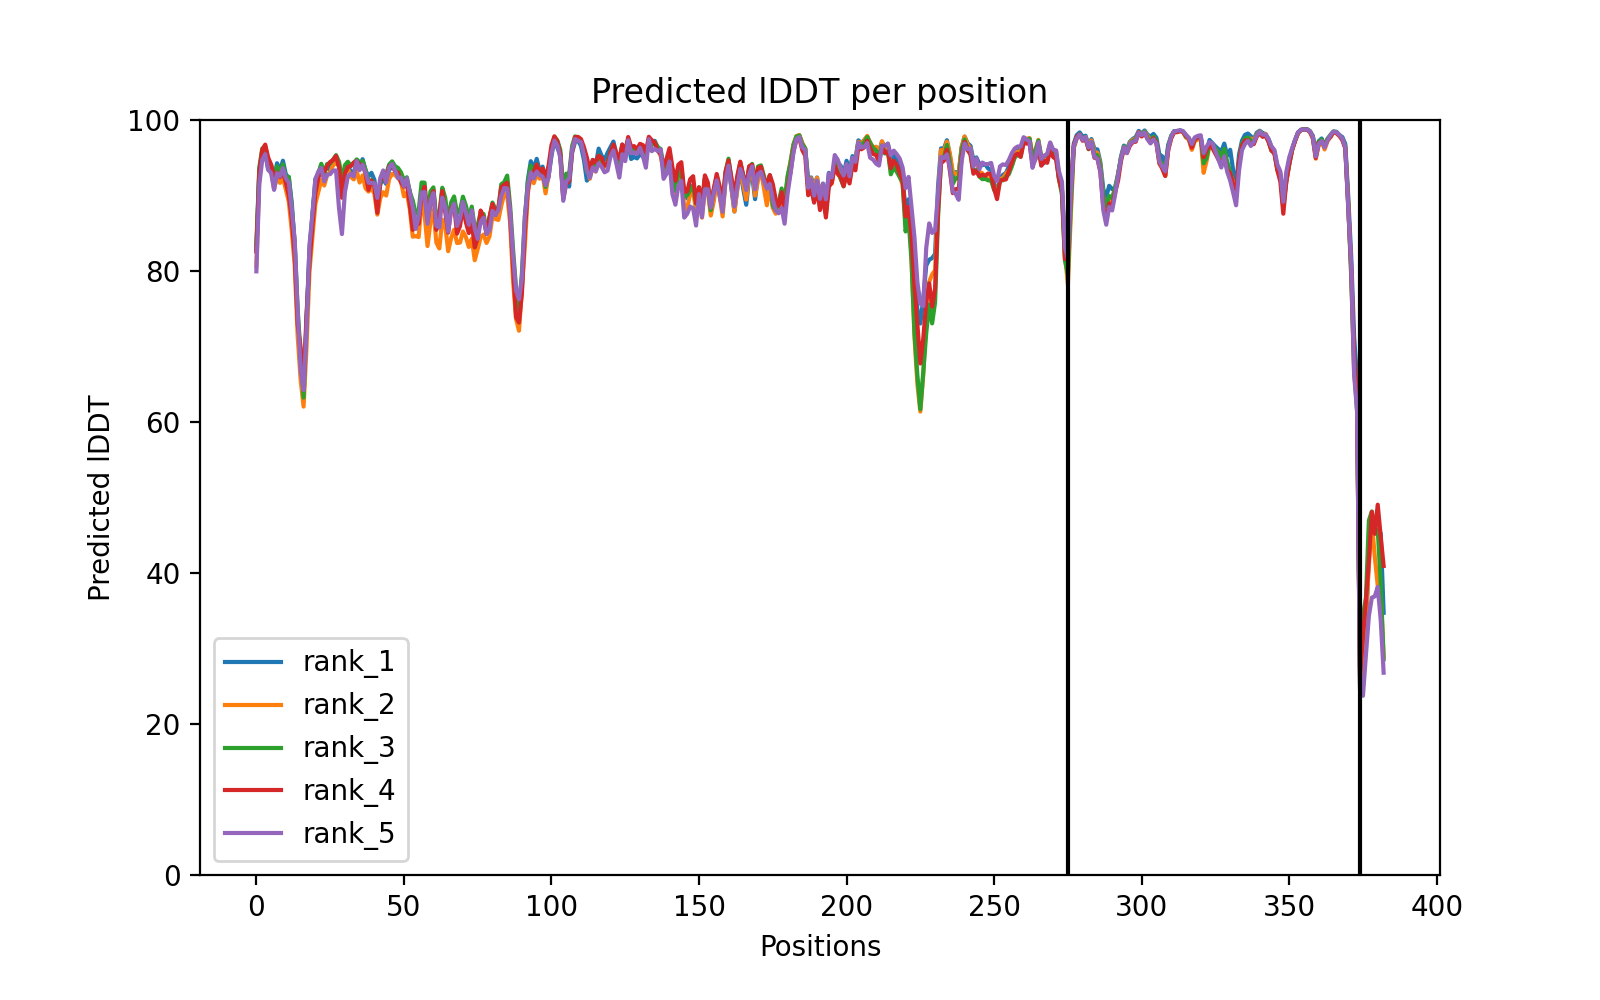 Predicted lDDT per position
100
80
60
40
20
0
Predicted lDDT
rank_1
rank_2
rank_3
rank_4
rank_5
0 50 100 150 200 250 300 350 400
Positions